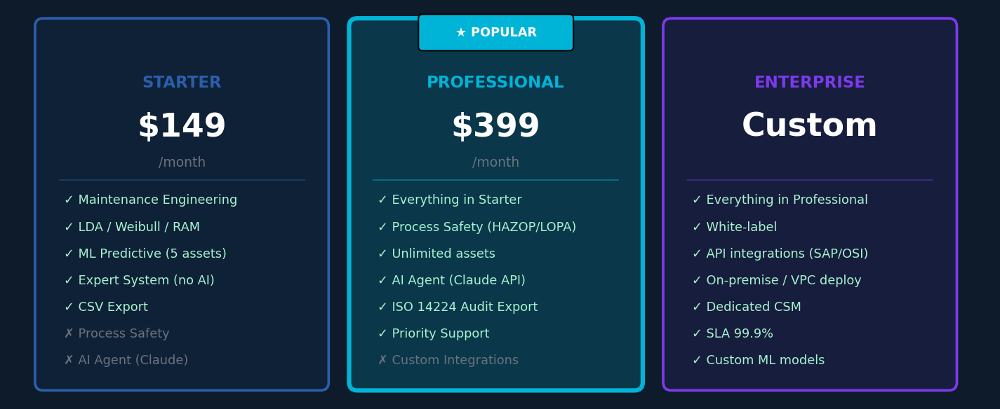 ★ POPULAR
STARTER
$149
/month
✓ Maintenance Engineering
✓ LDA / Weibull / RAM
✓ ML Predictive (5 assets)
✓ Expert System (no AI)
✓ CSV Export
✗ Process Safety
✗ AI Agent (Claude)
PROFESSIONAL
$399
/month
✓ Everything in Starter
✓ Process Safety (HAZOP/LOPA)
✓ Unlimited assets
✓ AI Agent (Claude API)
✓ ISO 14224 Audit Export
✓ Priority Support
✗ Custom Integrations
ENTERPRISE
Custom
✓ Everything in Professional
✓ White-label
✓ API integrations (SAP/OSI)
✓ On-premise / VPC deploy
✓ Dedicated CSM
✓ SLA 99.9%
✓ Custom ML models